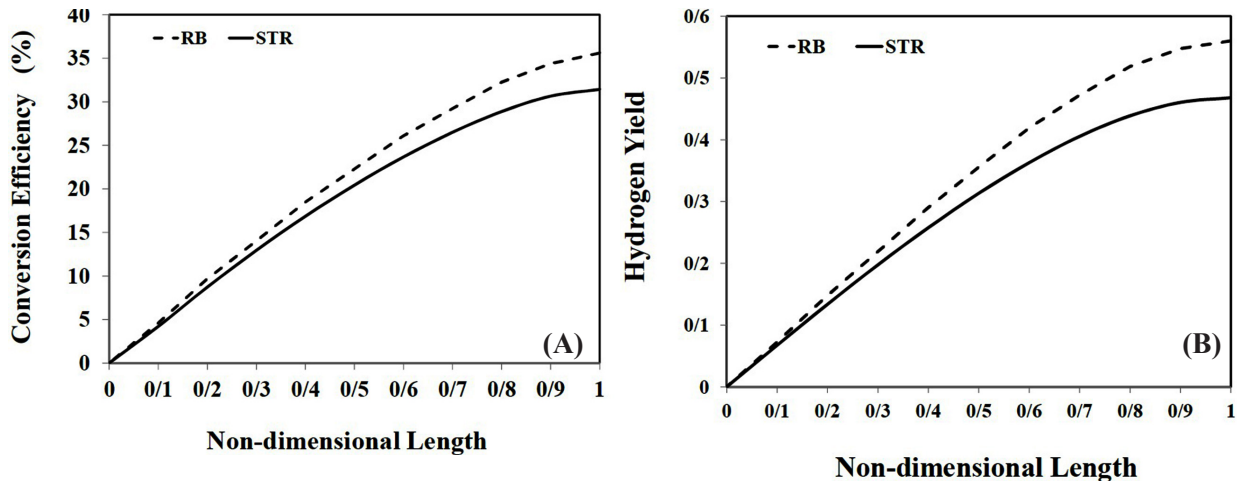 Conversion Efficiency (%)
40
35
30
25
20
15
10
5
0
RB STR
(A)
0 0/1 0/2 0/3 0/4 0/5 0/6 0/7 0/8 0/9 1
Non-dimensional Length
Hydrogen Yield
0/6
0/5
0/4
0/3
0/2
0/1
0
RB STR
(B)
0 0/1 0/2 0/3 0/4 0/5 0/6 0/7 0/8 0/9 1
Non-dimensional Length